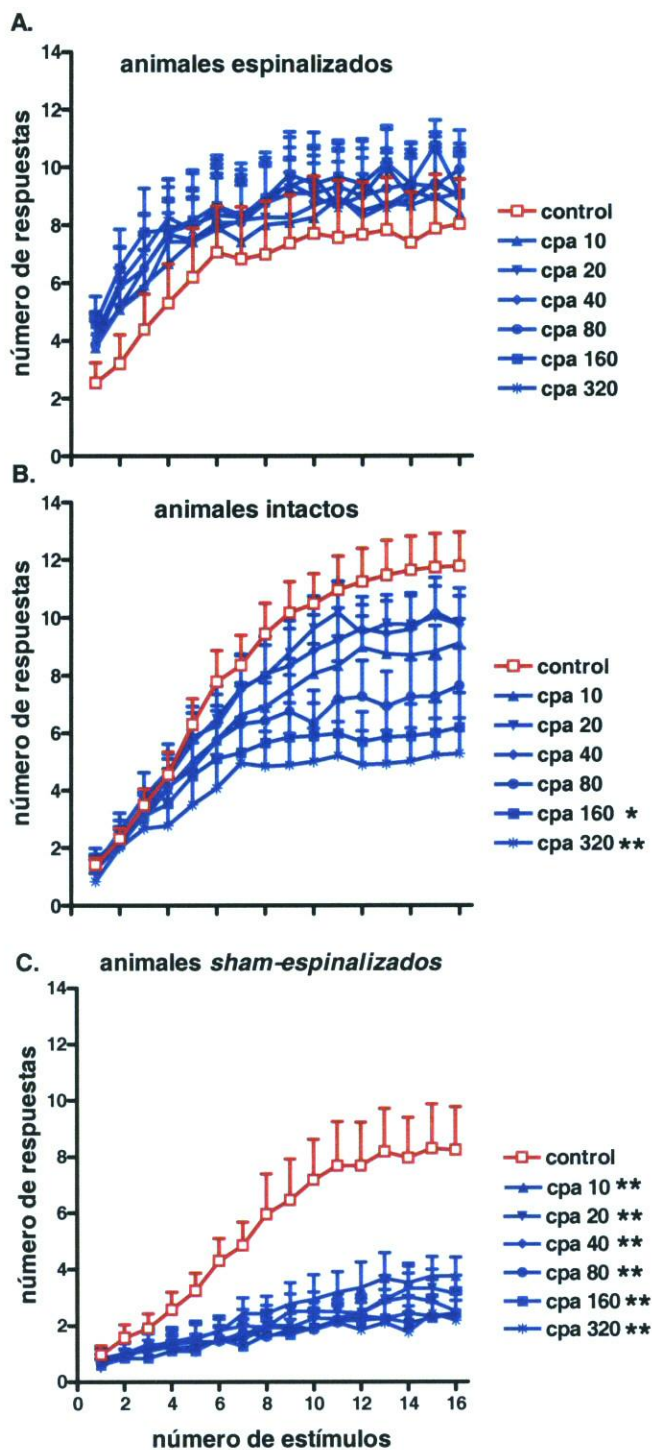 A.
animales espinalizados
número de respuestas
14
12
10
8
6
4
2
0
control
cpa 10
cpa 20
cpa 40
cpa 80
cpa 160
cpa 320
B.
animales intactos
número de respuestas
14
12
10
8
6
4
2
0
control
cpa 10
cpa 20
cpa 40
cpa 80
cpa 160 *
cpa 320 **
C.
animales sham-espinalizados
número de respuestas
14
12
10
8
6
4
2
0
control
cpa 10 **
cpa 20 **
cpa 40 **
cpa 80 **
cpa 160 **
cpa 320 **
0 2 4 6 8 10 12 14 16
número de estímulos